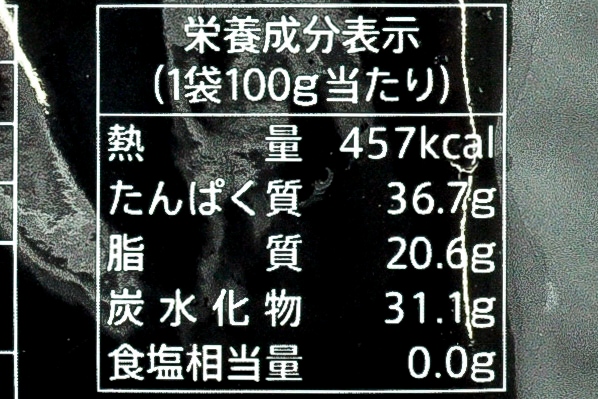 栄養成分表示
(1袋100g当たり)
熱量 457kcal
たんぱく質 36.7g
脂質 20.6g
炭水化物 31.1g
食塩相当量 0.0g